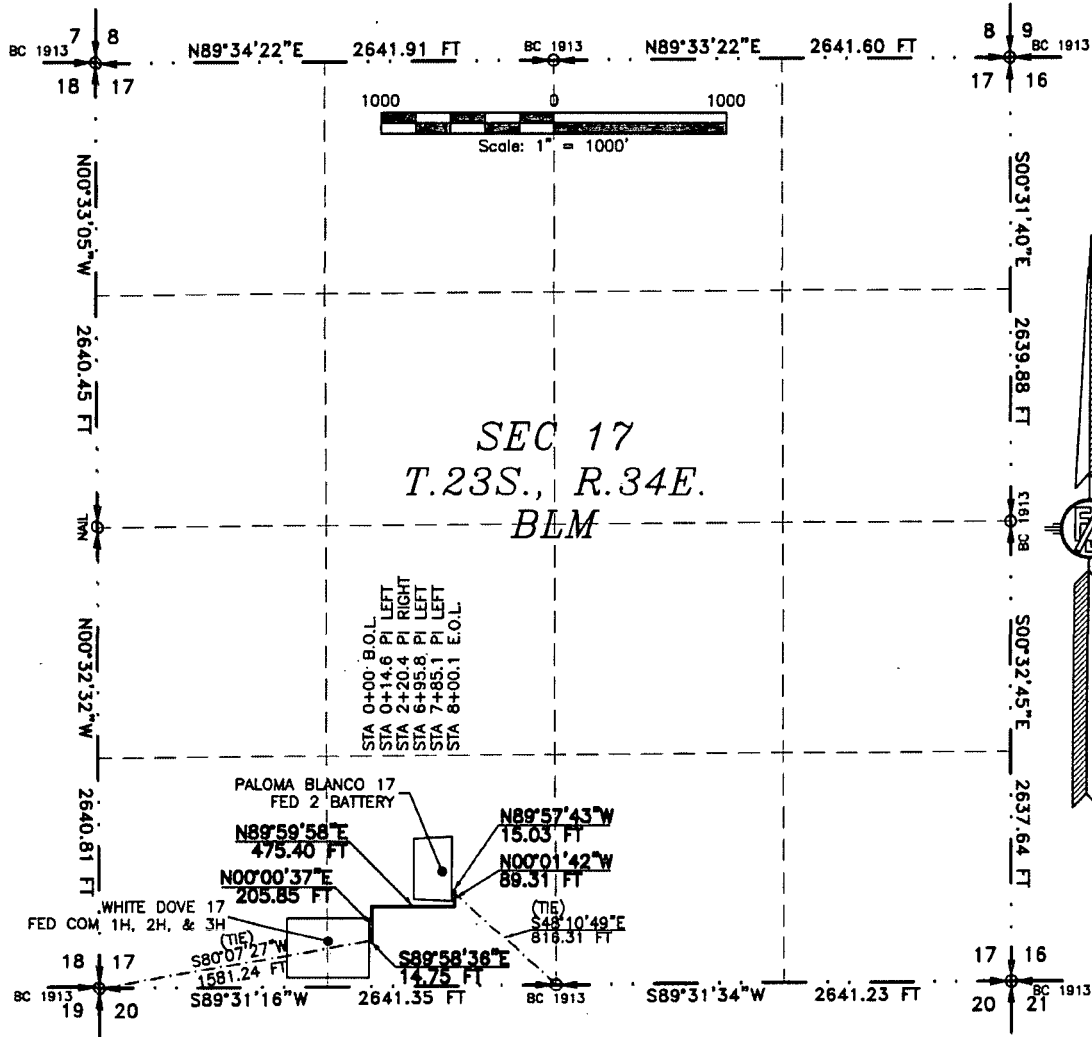 7 8
BC 1913
18 17
N89°34'22"E 2641.91 FT
BC 1913
N89°33'22"E 2641.60 FT
8 9
BC 1913
17 16
1000 0 1000
Scale: 1" = 1000'
N00°33'05"W 2640.45 FT
S00°31'40"E 2639.88 FT
SEC 17
T.23S., R.34E.
BLM
NAIL
BC 1913
STA 0+00 B.O.L.
STA 0+14.6 PI LEFT
STA 2+20.4 PI RIGHT
STA 6+95.8 PI LEFT
STA 7+85.1 PI LEFT
STA 8+00.1 E.O.L.
N00°32'32"W 2640.81 FT
S00°32'45"E 2637.64 FT
PALOMA BLANCO 17
FED 2 BATTERY
N89°57'43"W
15.03 FT
N89°59'58"E
475.40 FT
N00°01'42"W
89.31 FT
N00°00'37"E
205.85 FT
(TIE)
S48°10'49"E
816.31 FT
WHITE DOVE 17
FED COM 1H, 2H, & 3H
(TIE)
S80°07'27"W
1581.24 FT
S89°58'36"E
14.75 FT
18 17
BC 1913
19 20
S89°31'16"W 2641.35 FT
BC 1913
S89°31'34"W 2641.23 FT
17 16
BC 1913
20 21